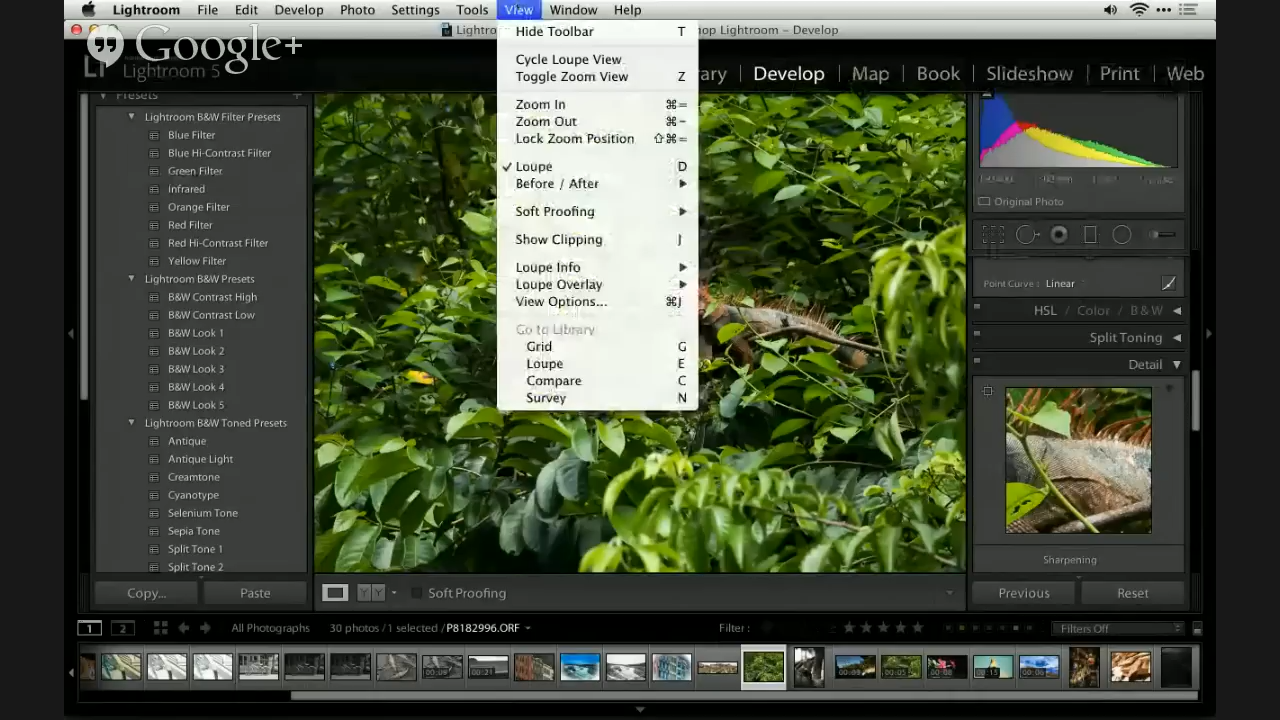 Lightroom File Edit Develop Photo Settings Tools View Window Help
Google+
Lightroom 5
Hide Toolbar T
Cycle Loupe View
Toggle Zoom View Z
Zoom In ⌘=
Zoom Out ⌘-
Lock Zoom Position ⇧⌘=
✓ Loupe D
Before / After ▶
Soft Proofing ▶
Show Clipping J
Loupe Info ▶
Loupe Overlay ▶
View Options... ⌘J
Go to Library
Grid G
Loupe E
Compare C
Survey N
Lightroom – Develop
Develop | Map | Book | Slideshow | Print | Web
Presets +
Lightroom B&W Filter Presets
Blue Filter
Blue Hi-Contrast Filter
Green Filter
Infrared
Orange Filter
Red Filter
Red Hi-Contrast Filter
Yellow Filter
Lightroom B&W Presets
B&W Contrast High
B&W Contrast Low
B&W Look 1
B&W Look 2
B&W Look 3
B&W Look 4
B&W Look 5
Lightroom B&W Toned Presets
Antique
Antique Light
Creamtone
Cyanotype
Selenium Tone
Sepia Tone
Split Tone 1
Split Tone 2
Copy... Paste
Original Photo
Point Curve : Linear
HSL / Color / B & W
Split Toning
Detail
Sharpening
Previous Reset
Y Y Soft Proofing
1 2 All Photographs 30 photos / 1 selected / P8182996.ORF Filter : Filters Off